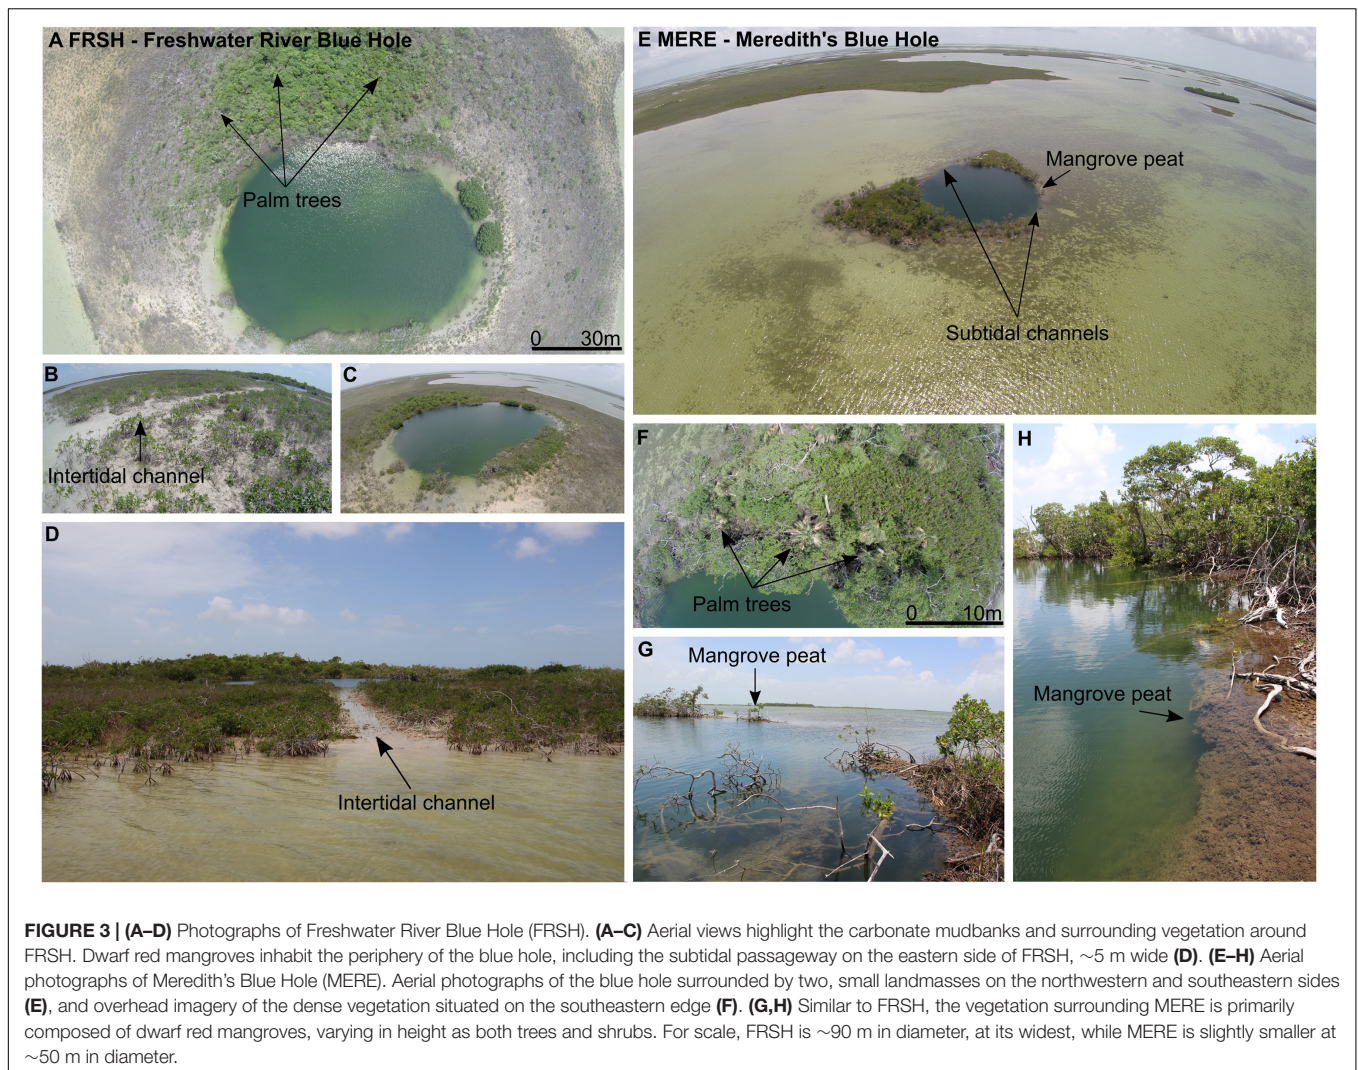 A FRSH - Freshwater River Blue Hole
Palm trees
0 30m
B
Intertidal channel
C
D
Intertidal channel
E MERE - Meredith's Blue Hole
Mangrove peat
Subtidal channels
F
Palm trees
0 10m
G
Mangrove peat
H
Mangrove peat
FIGURE 3 | (A–D) Photographs of Freshwater River Blue Hole (FRSH). (A–C) Aerial views highlight the carbonate mudbanks and surrounding vegetation around
FRSH. Dwarf red mangroves inhabit the periphery of the blue hole, including the subtidal passageway on the eastern side of FRSH, ~5 m wide (D). (E–H) Aerial
photographs of Meredith's Blue Hole (MERE). Aerial photographs of the blue hole surrounded by two, small landmasses on the northwestern and southeastern sides
(E), and overhead imagery of the dense vegetation situated on the southeastern edge (F). (G,H) Similar to FRSH, the vegetation surrounding MERE is primarily
composed of dwarf red mangroves, varying in height as both trees and shrubs. For scale, FRSH is ~90 m in diameter, at its widest, while MERE is slightly smaller at
~50 m in diameter.